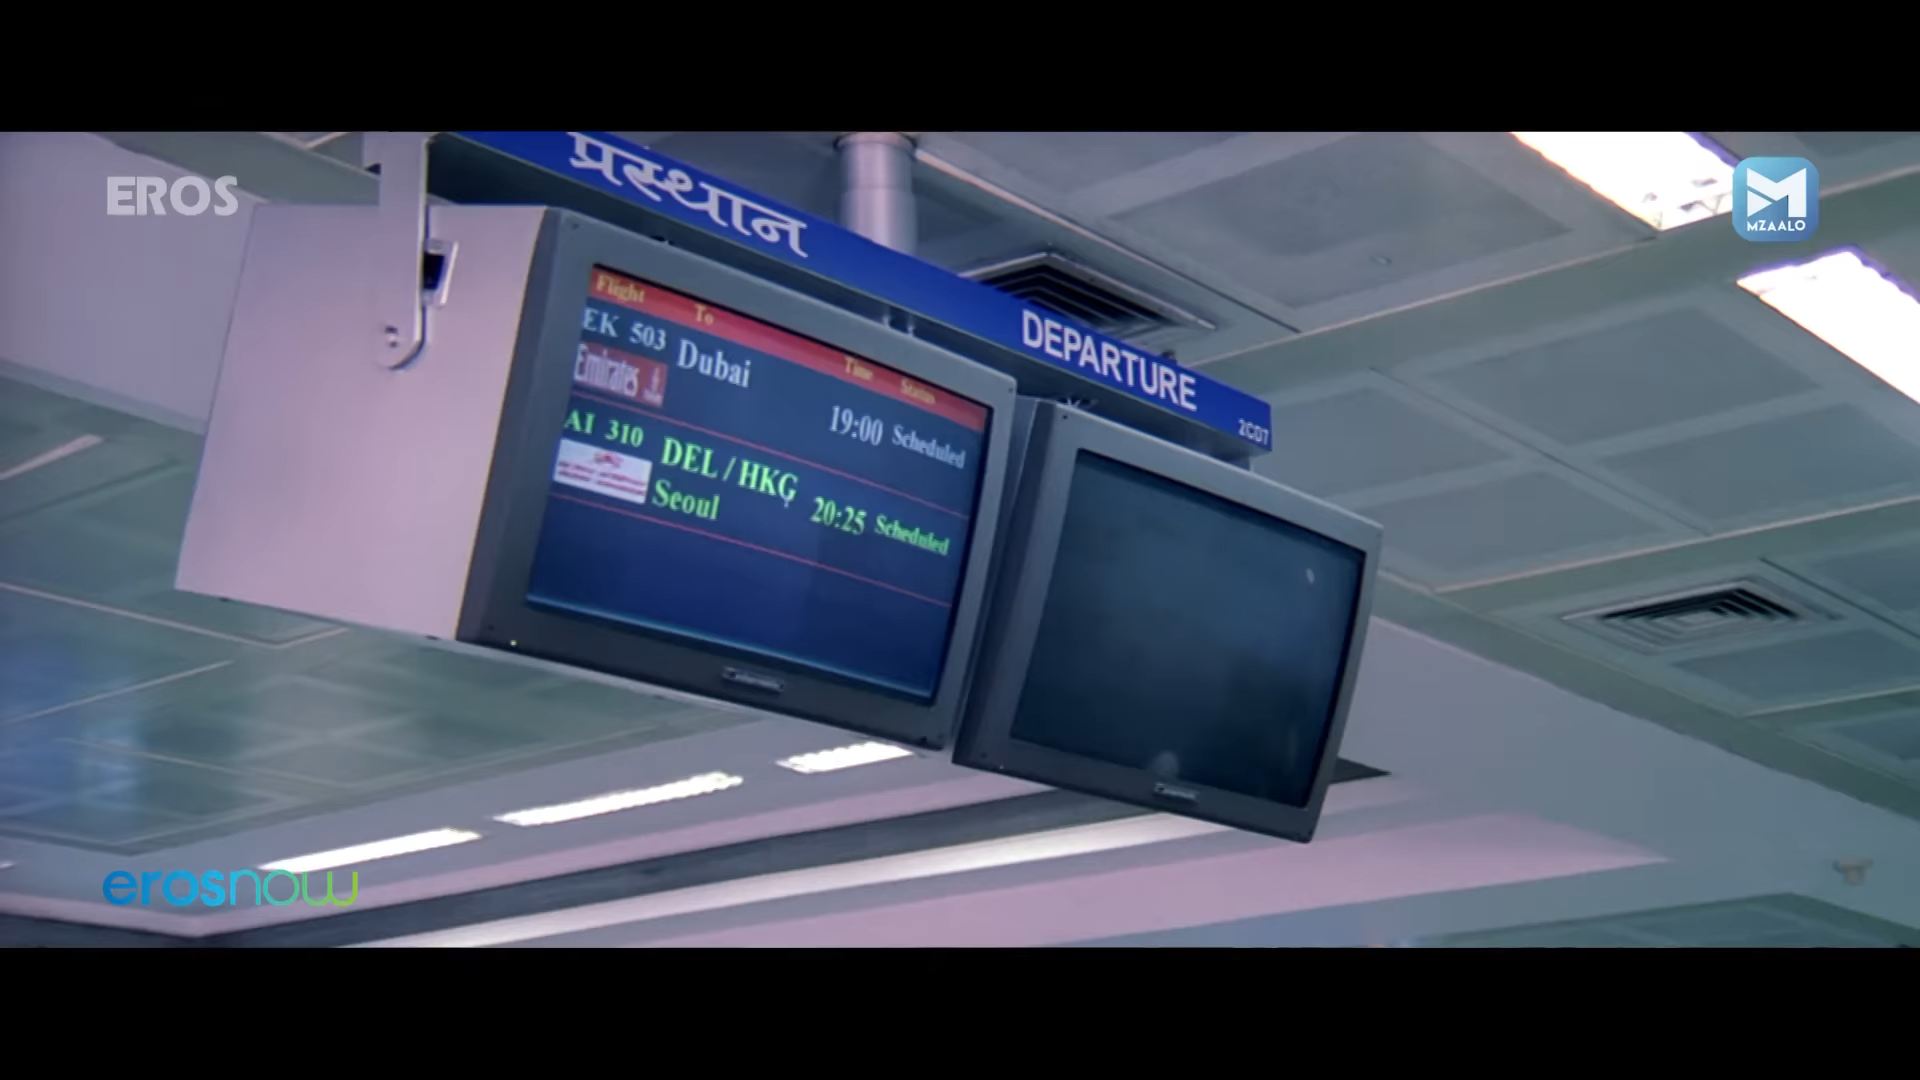 EROS
MZAALO
प्रस्थान
DEPARTURE
2CD7
Flight To Time Status
EK 503 Dubai 19:00 Scheduled
Emirates
AI 310 DEL / HKG 20:25 Scheduled
Seoul
erosnow